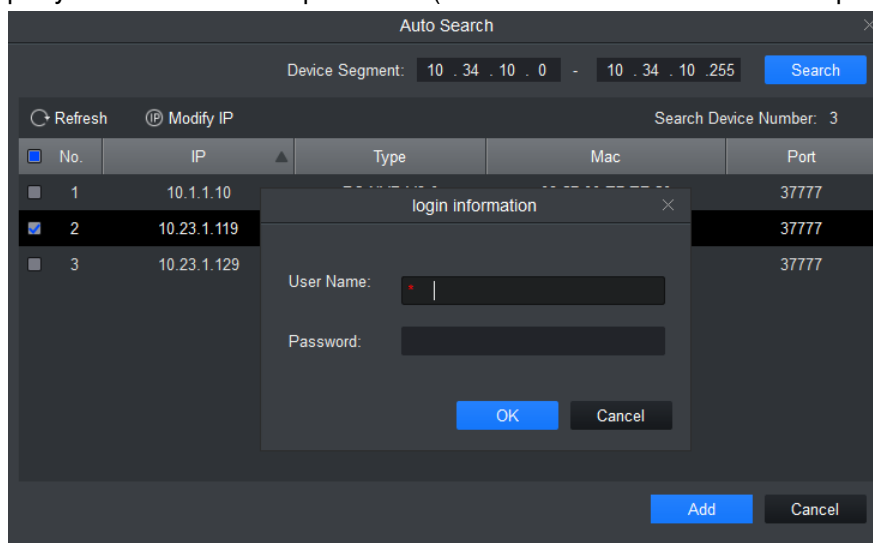 Auto Search
Device Segment: 10 . 34 . 10 . 0 - 10 . 34 . 10 .255 Search
Refresh IP Modify IP Search Device Number: 3
No. IP Type Mac Port
1 10.1.1.10 37777
login information
2 10.23.1.119 37777
3 10.23.1.129 37777
User Name: *
Password:
OK Cancel
Add Cancel